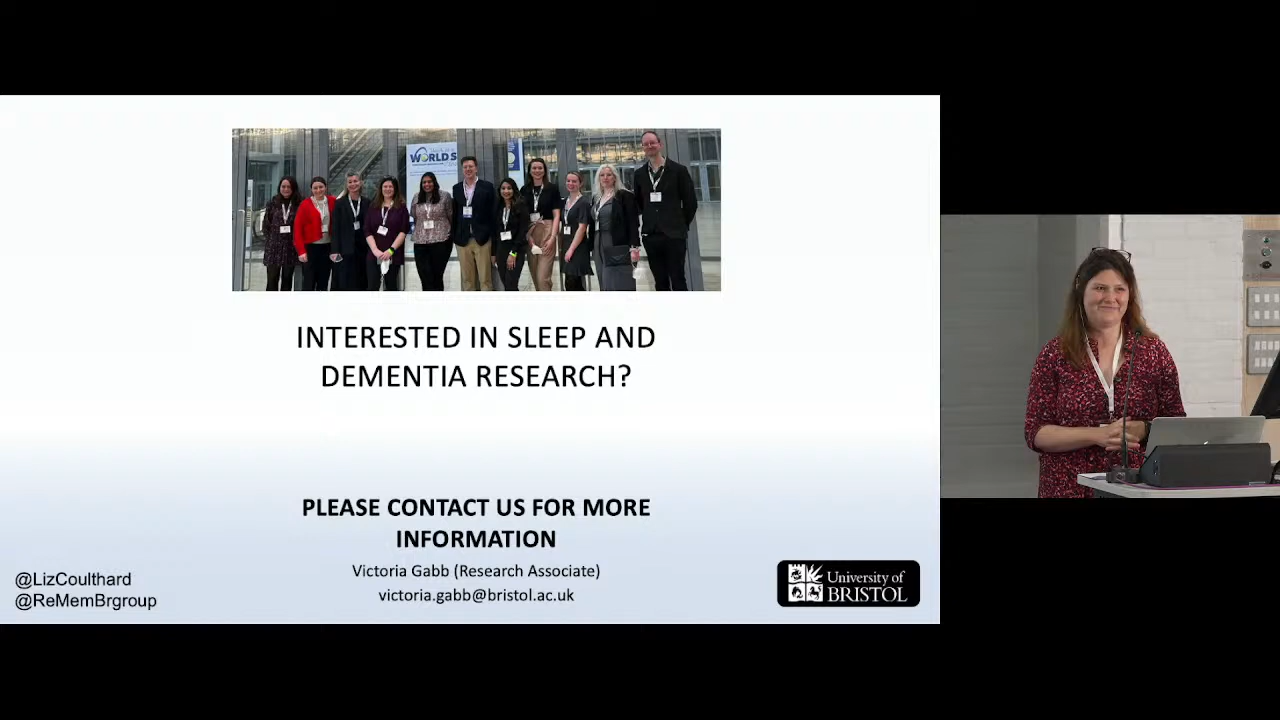 WORLD S
INTERESTED IN SLEEP AND
DEMENTIA RESEARCH?
PLEASE CONTACT US FOR MORE
INFORMATION
Victoria Gabb (Research Associate)
victoria.gabb@bristol.ac.uk
@LizCoulthard
@ReMemBrgroup
University of
BRISTOL